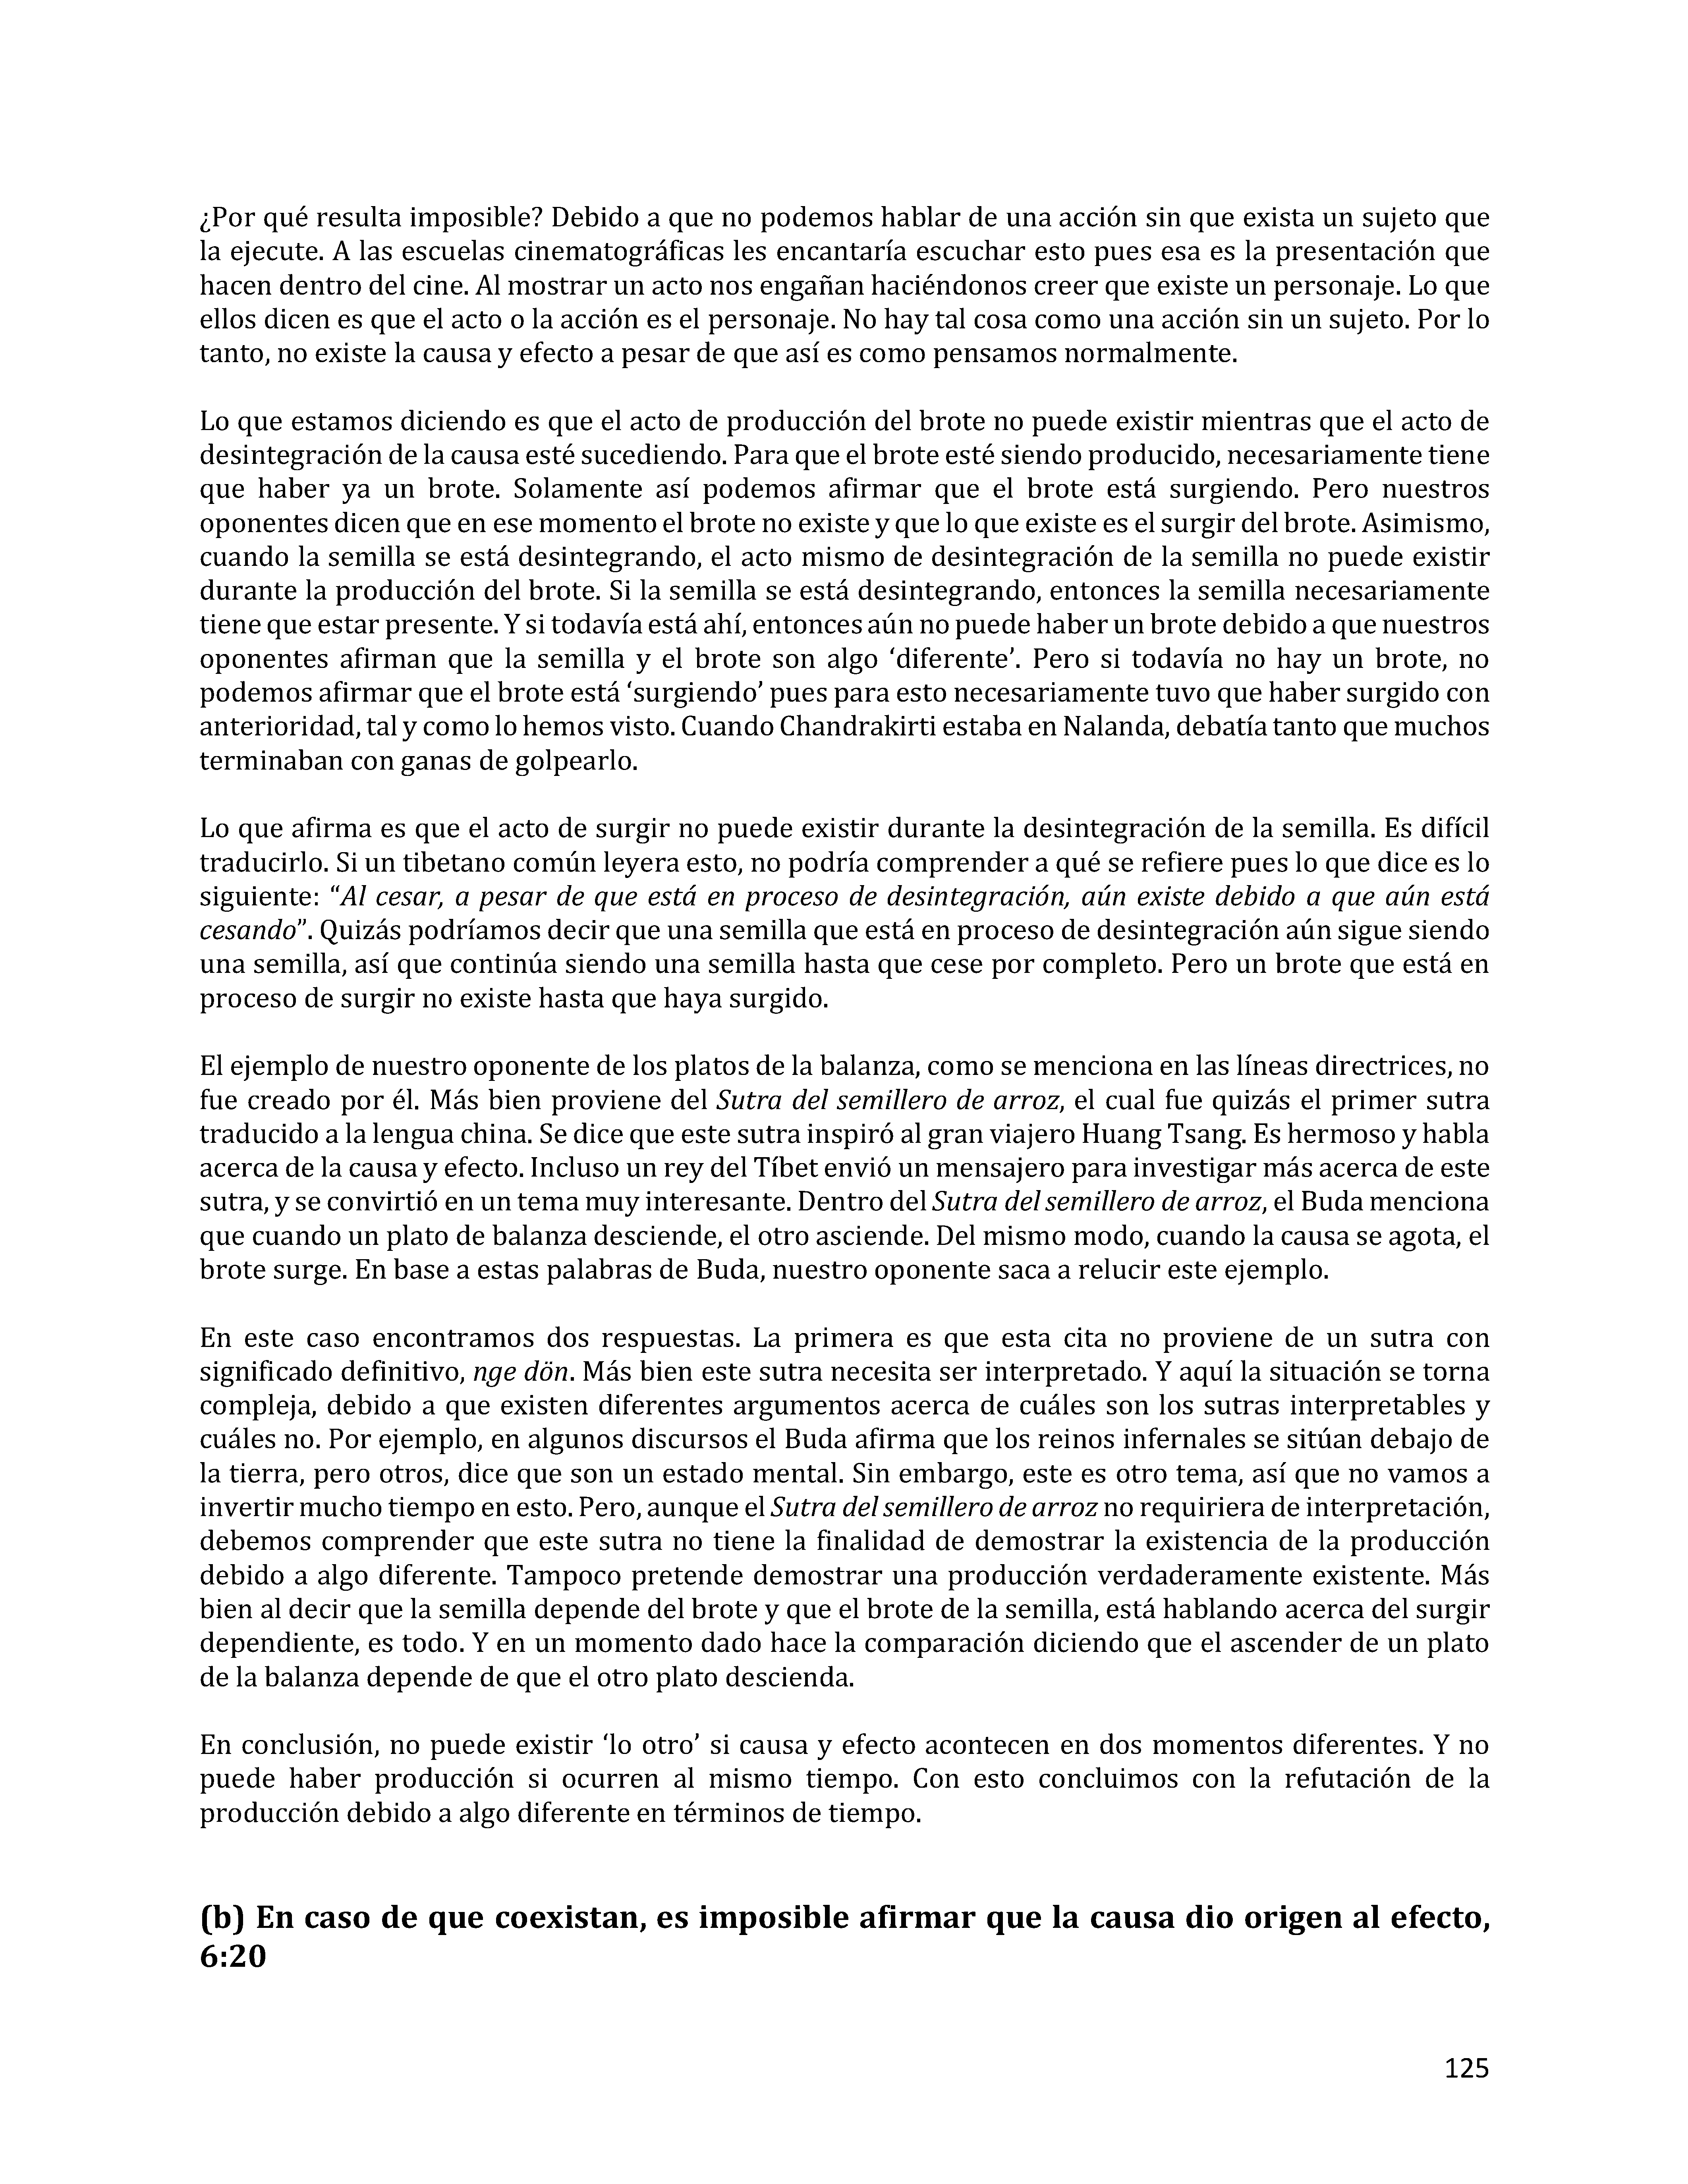 ¿Por qué resulta imposible? Debido a que no podemos hablar de una acción sin que exista un sujeto que
la ejecute. A las escuelas cinematográficas les encantaría escuchar esto pues esa es la presentación que
hacen dentro del cine. Al mostrar un acto nos engañan haciéndonos creer que existe un personaje. Lo que
ellos dicen es que el acto o la acción es el personaje. No hay tal cosa como una acción sin un sujeto. Por lo
tanto, no existe la causa y efecto a pesar de que así es como pensamos normalmente.
Lo que estamos diciendo es que el acto de producción del brote no puede existir mientras que el acto de
desintegración de la causa esté sucediendo. Para que el brote esté siendo producido, necesariamente tiene
que haber ya un brote. Solamente así podemos afirmar que el brote está surgiendo. Pero nuestros
oponentes dicen que en ese momento el brote no existe y que lo que existe es el surgir del brote. Asimismo,
cuando la semilla se está desintegrando, el acto mismo de desintegración de la semilla no puede existir
durante la producción del brote. Si la semilla se está desintegrando, entonces la semilla necesariamente
tiene que estar presente. Y si todavía está ahí, entonces aún no puede haber un brote debido a que nuestros
oponentes afirman que la semilla y el brote son algo ‘diferente’. Pero si todavía no hay un brote, no
podemos afirmar que el brote está ‘surgiendo’ pues para esto necesariamente tuvo que haber surgido con
anterioridad, tal y como lo hemos visto. Cuando Chandrakirti estaba en Nalanda, debatía tanto que muchos
terminaban con ganas de golpearlo.
Lo que afirma es que el acto de surgir no puede existir durante la desintegración de la semilla. Es difícil
traducirlo. Si un tibetano común leyera esto, no podría comprender a qué se refiere pues lo que dice es lo
siguiente: “Al cesar, a pesar de que está en proceso de desintegración, aún existe debido a que aún está
cesando”. Quizás podríamos decir que una semilla que está en proceso de desintegración aún sigue siendo
una semilla, así que continúa siendo una semilla hasta que cese por completo. Pero un brote que está en
proceso de surgir no existe hasta que haya surgido.
El ejemplo de nuestro oponente de los platos de la balanza, como se menciona en las líneas directrices, no
fue creado por él. Más bien proviene del Sutra del semillero de arroz, el cual fue quizás el primer sutra
traducido a la lengua china. Se dice que este sutra inspiró al gran viajero Huang Tsang. Es hermoso y habla
acerca de la causa y efecto. Incluso un rey del Tíbet envió un mensajero para investigar más acerca de este
sutra, y se convirtió en un tema muy interesante. Dentro del Sutra del semillero de arroz, el Buda menciona
que cuando un plato de balanza desciende, el otro asciende. Del mismo modo, cuando la causa se agota, el
brote surge. En base a estas palabras de Buda, nuestro oponente saca a relucir este ejemplo.
En este caso encontramos dos respuestas. La primera es que esta cita no proviene de un sutra con
significado definitivo, nge dön. Más bien este sutra necesita ser interpretado. Y aquí la situación se torna
compleja, debido a que existen diferentes argumentos acerca de cuáles son los sutras interpretables y
cuáles no. Por ejemplo, en algunos discursos el Buda afirma que los reinos infernales se sitúan debajo de
la tierra, pero otros, dice que son un estado mental. Sin embargo, este es otro tema, así que no vamos a
invertir mucho tiempo en esto. Pero, aunque el Sutra del semillero de arroz no requiriera de interpretación,
debemos comprender que este sutra no tiene la finalidad de demostrar la existencia de la producción
debido a algo diferente. Tampoco pretende demostrar una producción verdaderamente existente. Más
bien al decir que la semilla depende del brote y que el brote de la semilla, está hablando acerca del surgir
dependiente, es todo. Y en un momento dado hace la comparación diciendo que el ascender de un plato
de la balanza depende de que el otro plato descienda.
En conclusión, no puede existir ‘lo otro’ si causa y efecto acontecen en dos momentos diferentes. Y no
puede haber producción si ocurren al mismo tiempo. Con esto concluimos con la refutación de la
producción debido a algo diferente en términos de tiempo.
(b) En caso de que coexistan, es imposible afirmar que la causa dio origen al efecto,
6:20
125